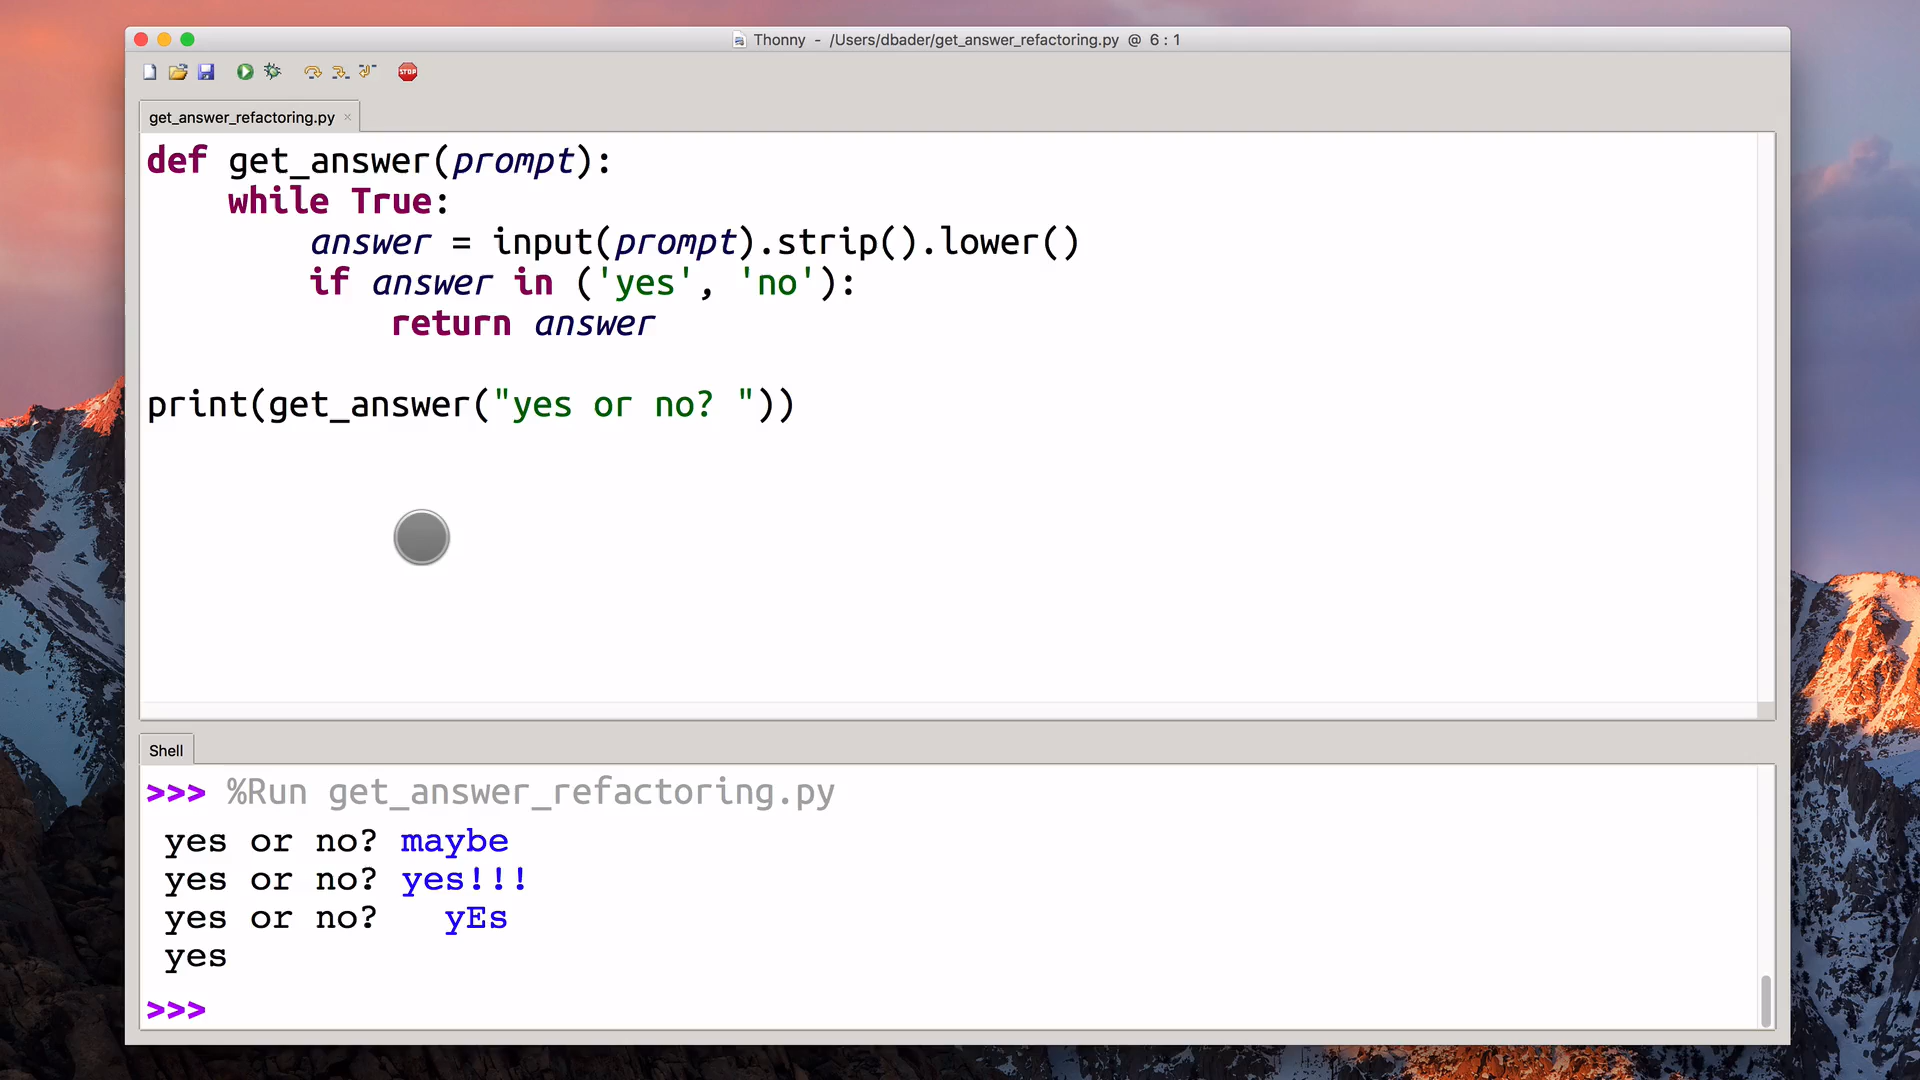 Thonny - /Users/dbader/get_answer_refactoring.py @ 6 : 1
STOP
get_answer_refactoring.py ×
def get_answer(prompt):
    while True:
        answer = input(prompt).strip().lower()
        if answer in ('yes', 'no'):
            return answer
print(get_answer("yes or no? "))
Shell
>>> %Run get_answer_refactoring.py
yes or no? maybe
yes or no? yes!!!
yes or no?   yEs
yes
>>>